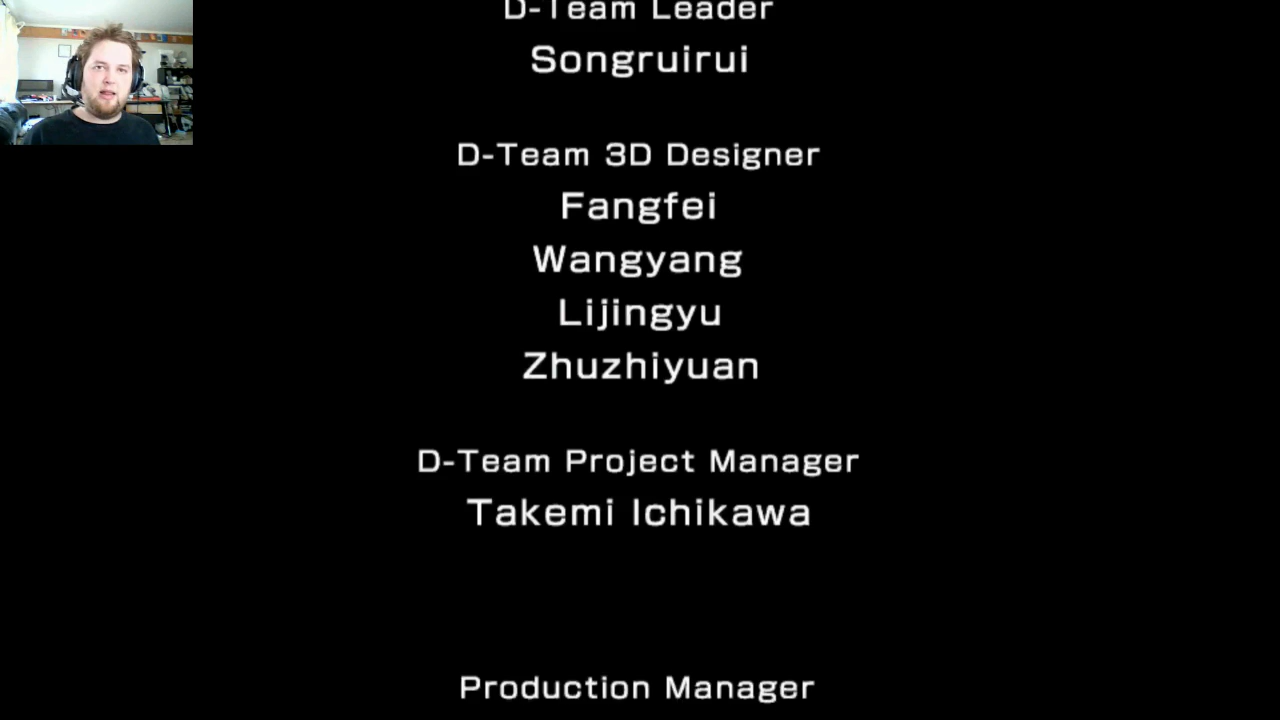 D-Team Leader
Songruirui
D-Team 3D Designer
Fangfei
Wangyang
Lijingyu
Zhuzhiyuan
D-Team Project Manager
Takemi Ichikawa
Production Manager